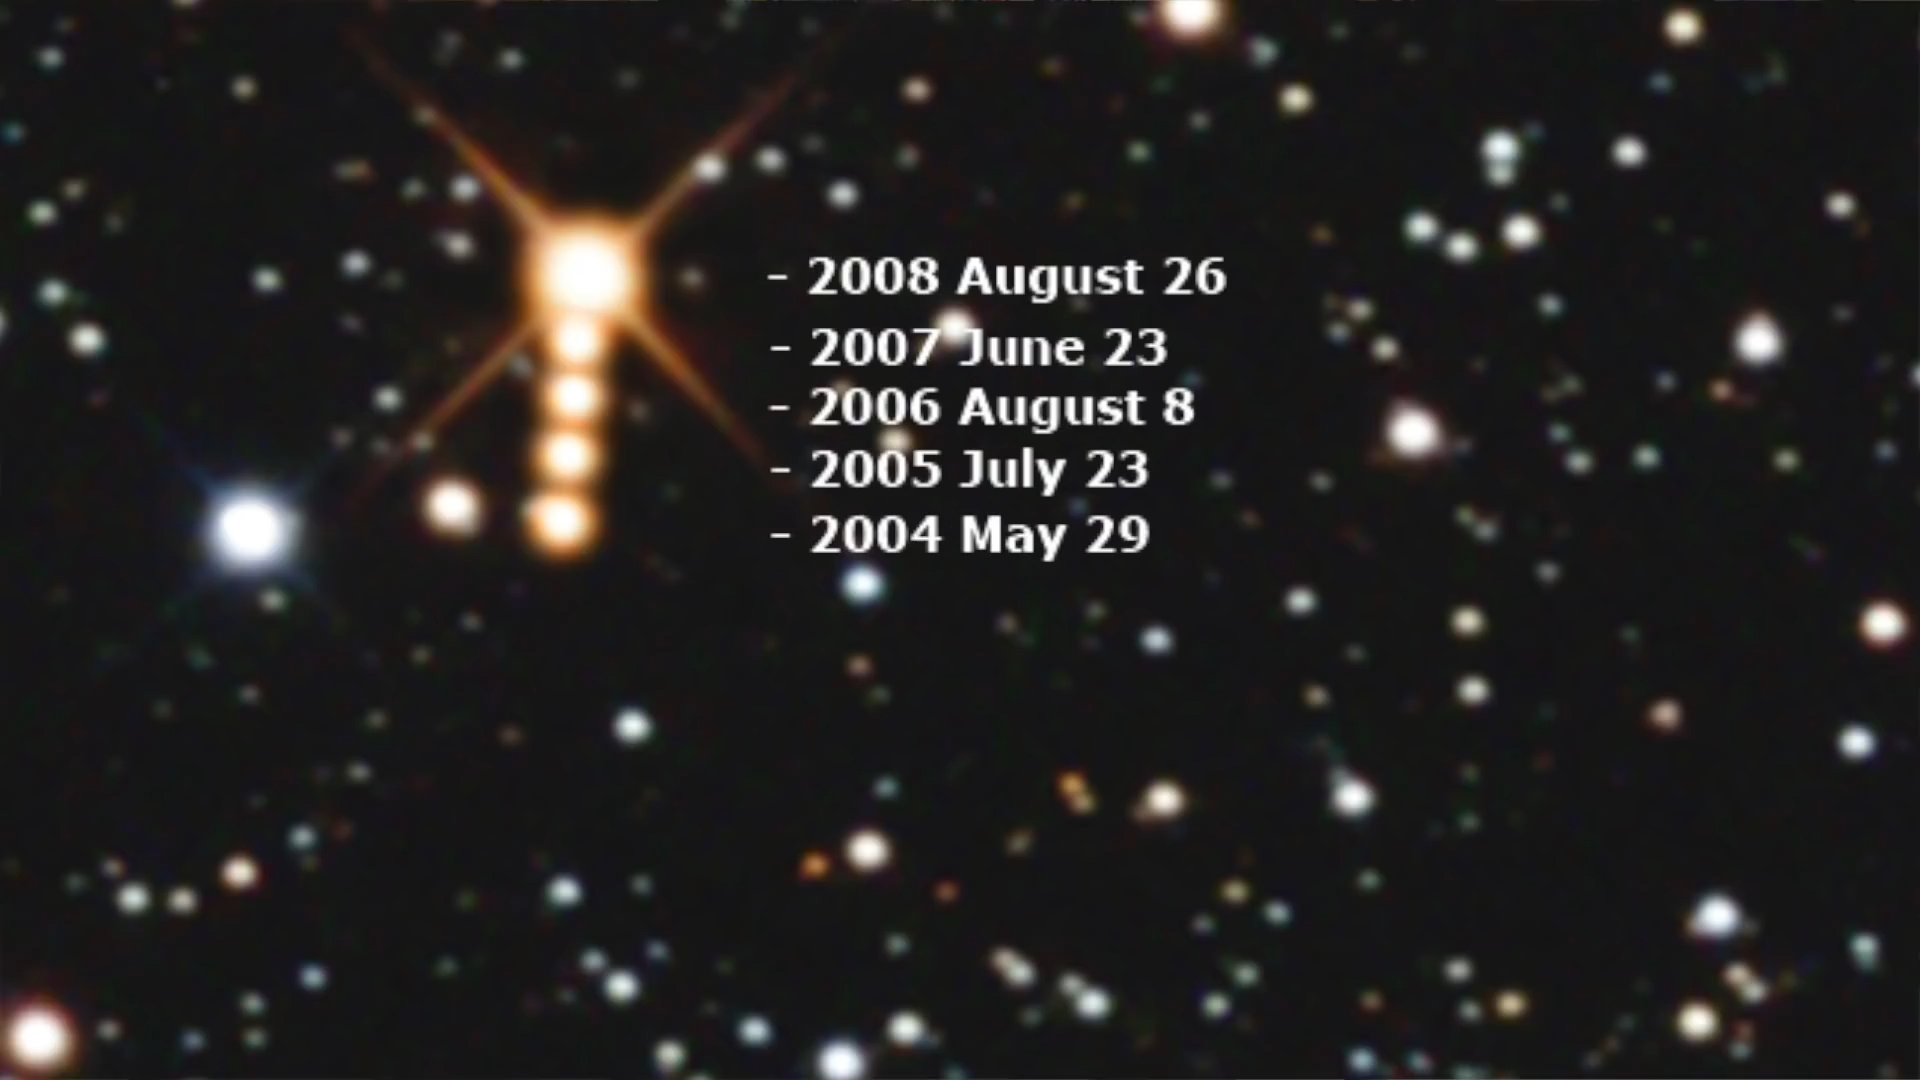 - 2008 August 26
- 2007 June 23
- 2006 August 8
- 2005 July 23
- 2004 May 29